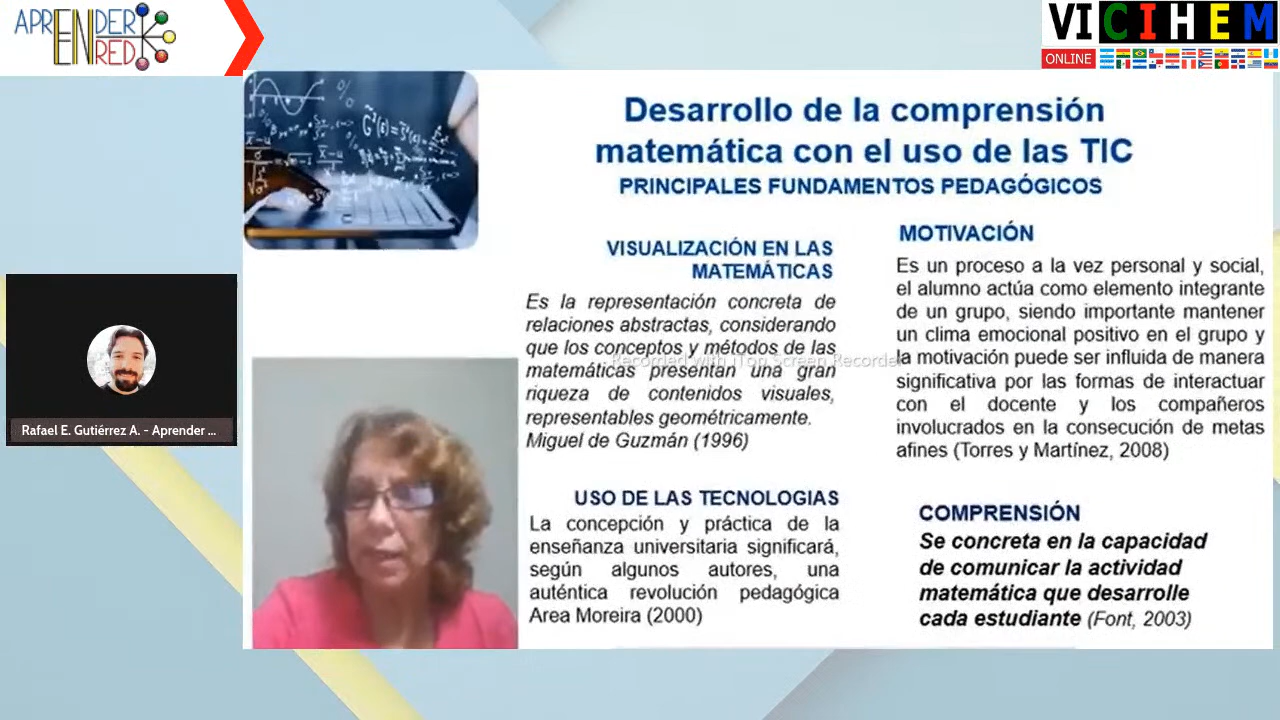 APRENDER
EN RED
VI CIHEM
ONLINE
Desarrollo de la comprensión
matemática con el uso de las TIC
PRINCIPALES FUNDAMENTOS PEDAGÓGICOS
VISUALIZACIÓN EN LAS
MATEMÁTICAS
Es la representación concreta de
relaciones abstractas, considerando
que los conceptos y métodos de las
matemáticas presentan una gran
riqueza de contenidos visuales,
representables geométricamente.
Miguel de Guzmán (1996)
MOTIVACIÓN
Es un proceso a la vez personal y social,
el alumno actúa como elemento integrante
de un grupo, siendo importante mantener
un clima emocional positivo en el grupo y
la motivación puede ser influida de manera
significativa por las formas de interactuar
con el docente y los compañeros
involucrados en la consecución de metas
afines (Torres y Martínez, 2008)
Recorded with iTop Screen Recorder
USO DE LAS TECNOLOGIAS
La concepción y práctica de la
enseñanza universitaria significará,
según algunos autores, una
auténtica revolución pedagógica
Area Moreira (2000)
COMPRENSIÓN
Se concreta en la capacidad
de comunicar la actividad
matemática que desarrolle
cada estudiante (Font, 2003)
Rafael E. Gutiérrez A. - Aprender ...